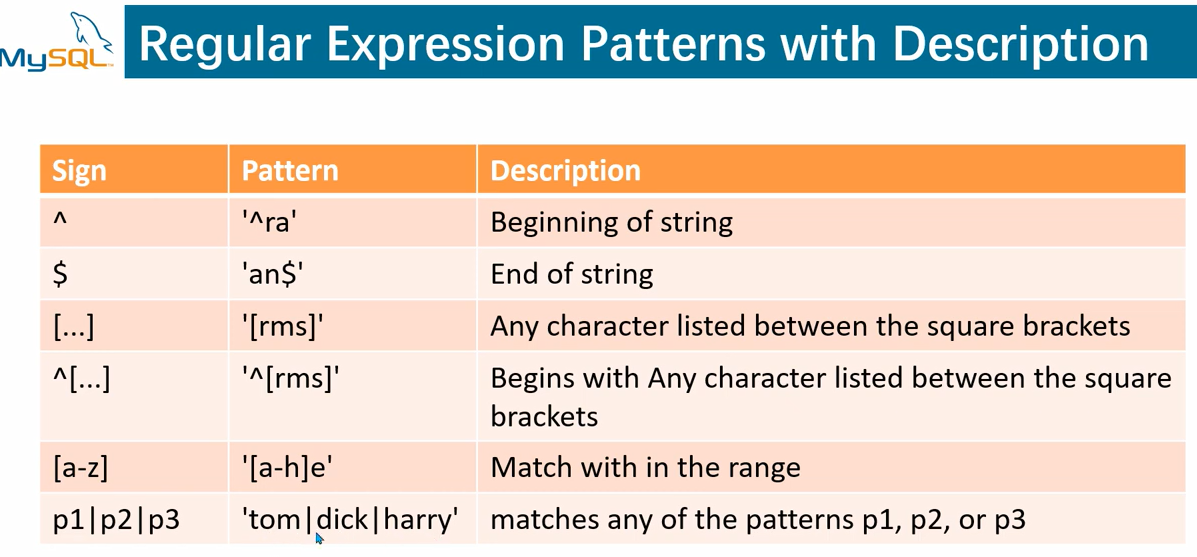 MySQL
Regular Expression Patterns with Description
Sign Pattern Description
^ '^ra' Beginning of string
$ 'an$' End of string
[...] '[rms]' Any character listed between the square brackets
^[...] '^[rms]' Begins with Any character listed between the square
brackets
[a-z] '[a-h]e' Match with in the range
p1|p2|p3 'tom|dick|harry' matches any of the patterns p1, p2, or p3